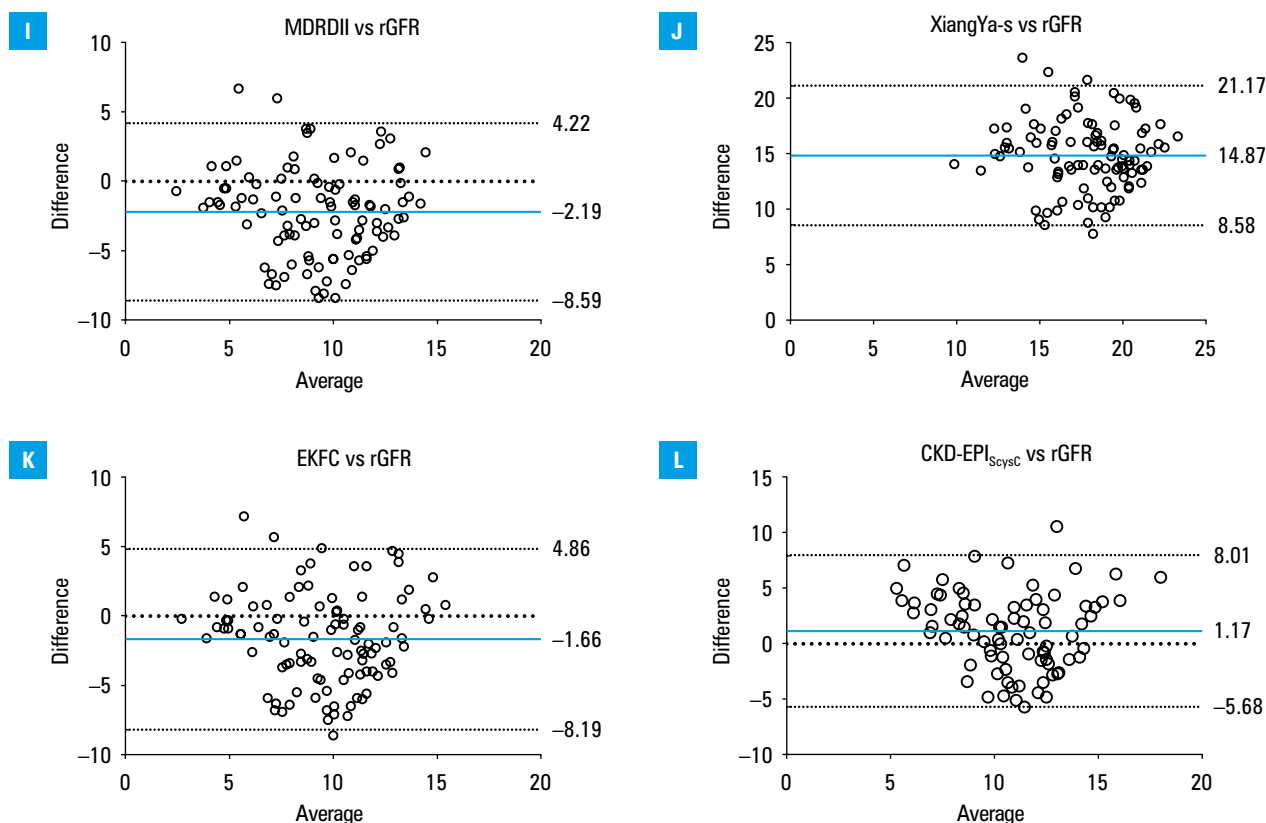 I
MDRDII vs rGFR
10
5
0
−5
−10
Difference
4.22
−2.19
−8.59
0 5 10 15 20
Average
J
XiangYa-s vs rGFR
25
20
15
10
5
0
Difference
21.17
14.87
8.58
0 5 10 15 20 25
Average
K
EKFC vs rGFR
10
5
0
−5
−10
Difference
4.86
−1.66
−8.19
0 5 10 15 20
Average
L
CKD-EPIScysC vs rGFR
15
10
5
0
−5
−10
Difference
8.01
1.17
−5.68
0 5 10 15 20
Average